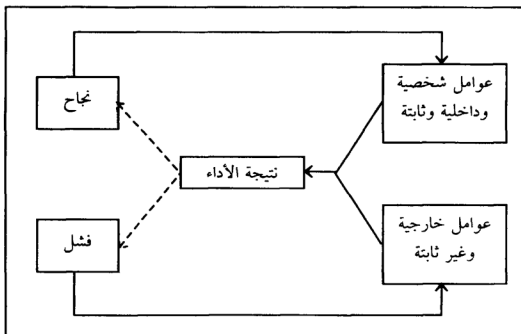 عوامل شخصية
وداخلية وثابتة
نجاح
نتيجة الأداء
عوامل خارجية
وغير ثابتة
فشل